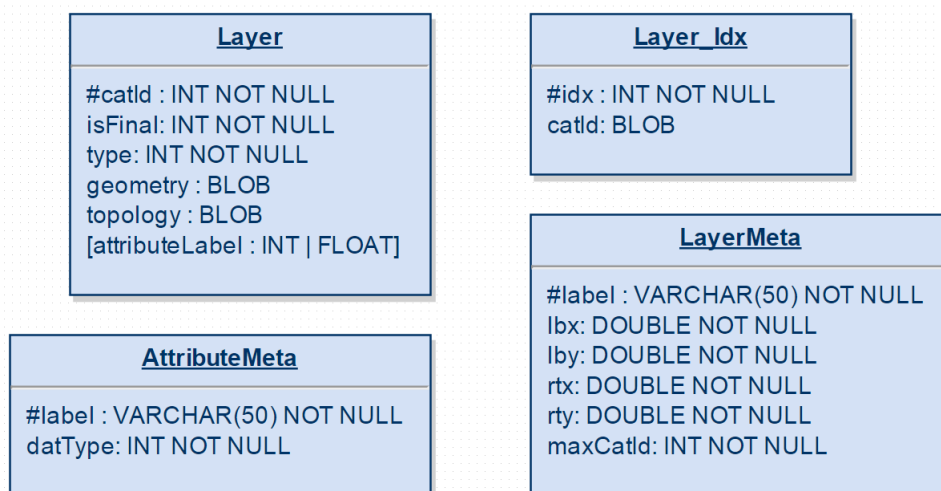 Layer
#catId : INT NOT NULL
isFinal: INT NOT NULL
type: INT NOT NULL
geometry : BLOB
topology : BLOB
[attributeLabel : INT | FLOAT]
Layer_Idx
#idx : INT NOT NULL
catId: BLOB
AttributeMeta
#label : VARCHAR(50) NOT NULL
datType: INT NOT NULL
LayerMeta
#label : VARCHAR(50) NOT NULL
lbx: DOUBLE NOT NULL
lby: DOUBLE NOT NULL
rtx: DOUBLE NOT NULL
rty: DOUBLE NOT NULL
maxCatId: INT NOT NULL